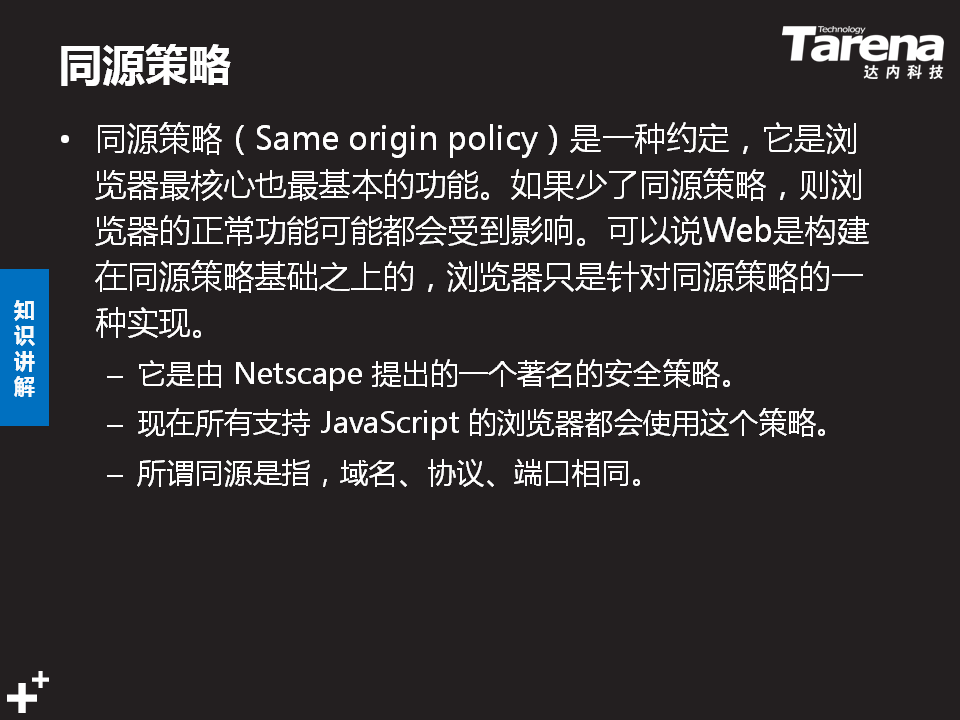 同源策略
Technology
Tarena
达内科技
• 同源策略（Same origin policy）是一种约定，它是浏
览器最核心也最基本的功能。如果少了同源策略，则浏
览器的正常功能可能都会受到影响。可以说Web是构建
在同源策略基础之上的，浏览器只是针对同源策略的一
种实现。
– 它是由 Netscape 提出的一个著名的安全策略。
– 现在所有支持 JavaScript 的浏览器都会使用这个策略。
– 所谓同源是指，域名、协议、端口相同。
知识讲解